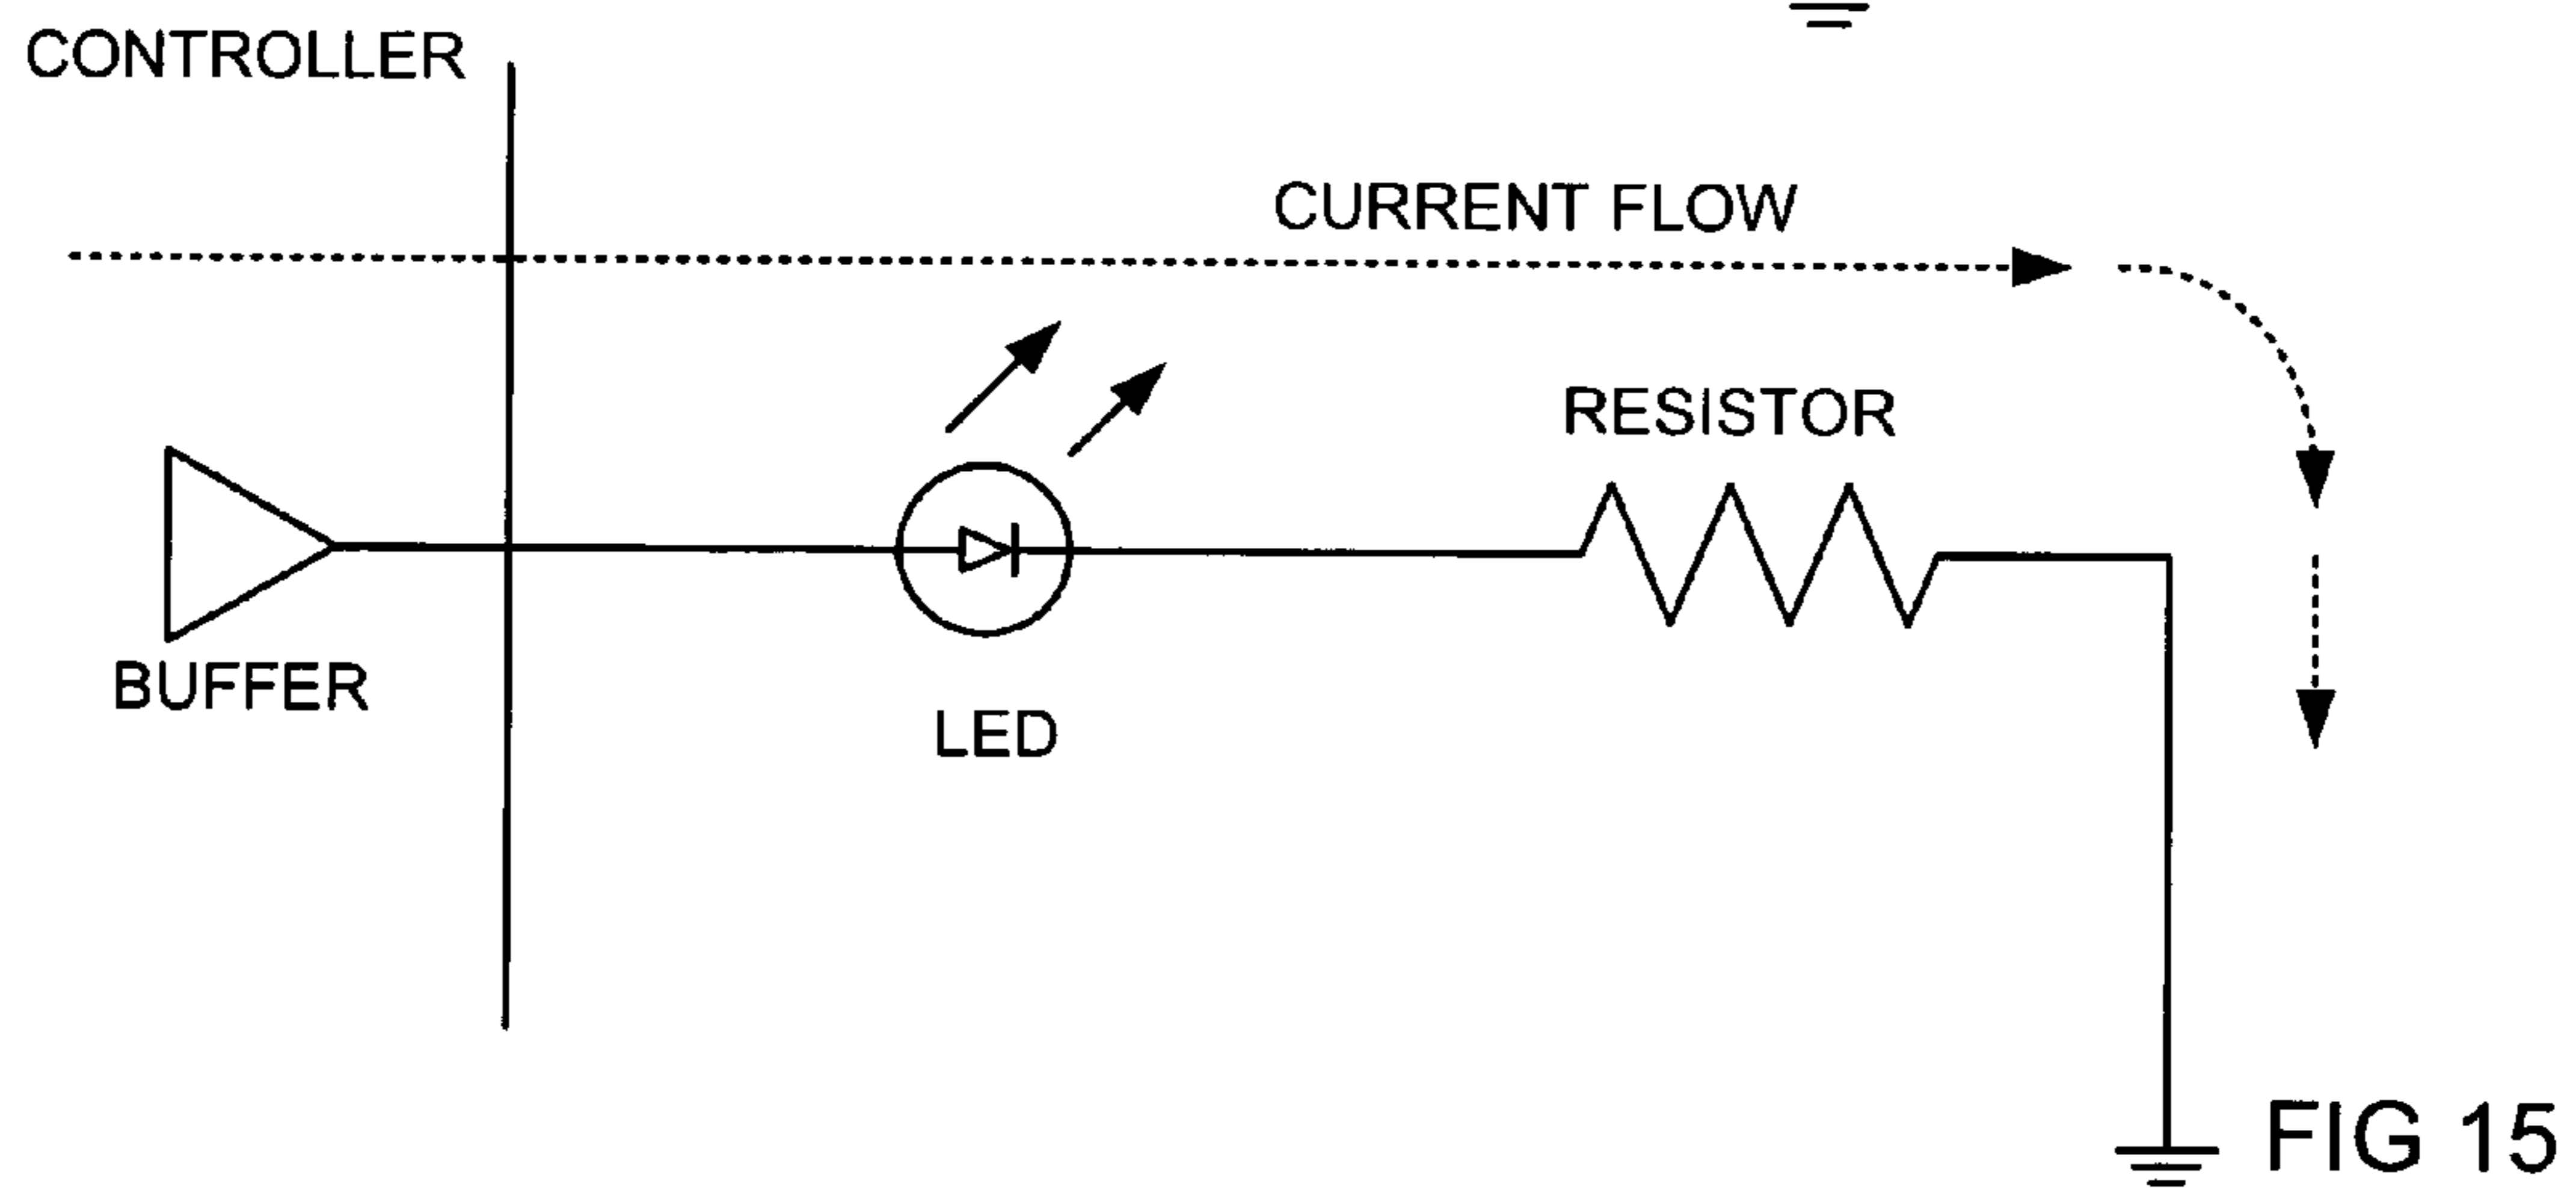 CONTROLLER
CURRENT FLOW
RESISTOR
BUFFER
LED
FIG 15